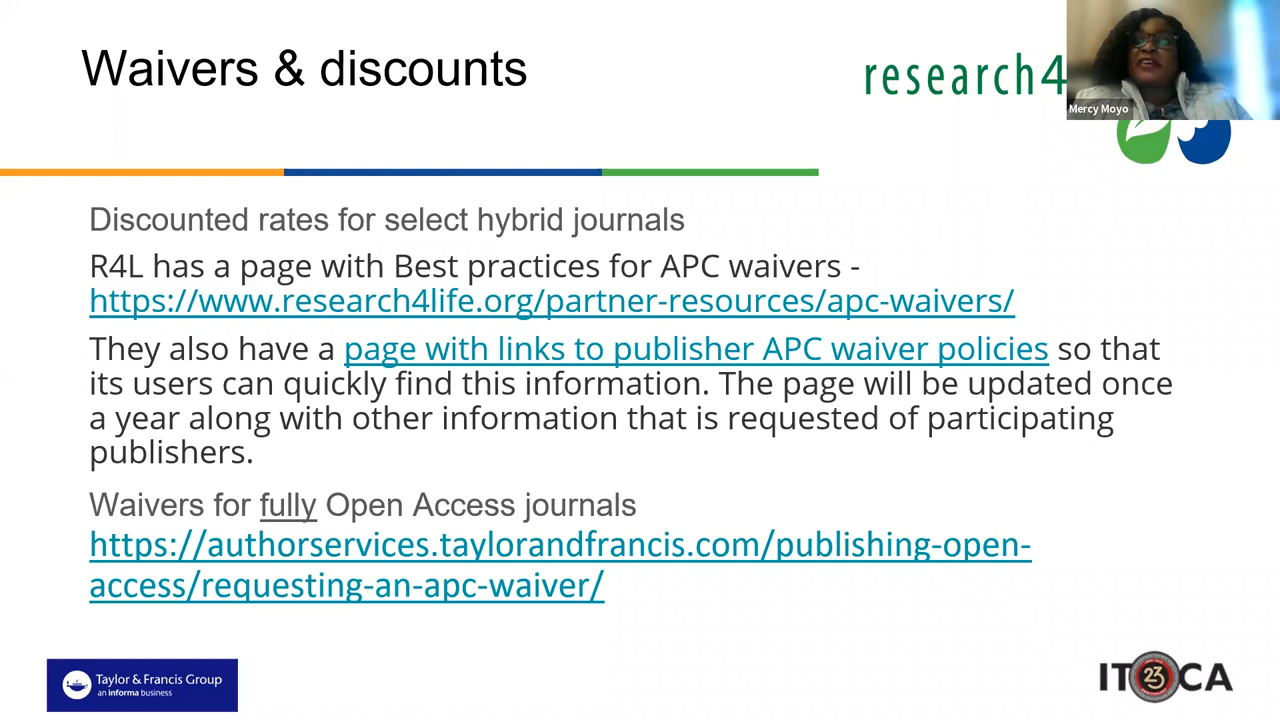 Waivers & discounts
research4
Mercy Moyo
Discounted rates for select hybrid journals
R4L has a page with Best practices for APC waivers -
https://www.research4life.org/partner-resources/apc-waivers/
They also have a page with links to publisher APC waiver policies so that
its users can quickly find this information. The page will be updated once
a year along with other information that is requested of participating
publishers.
Waivers for fully Open Access journals
https://authorservices.taylorandfrancis.com/publishing-open-
access/requesting-an-apc-waiver/
Taylor & Francis Group
an informa business
ITOCA
23